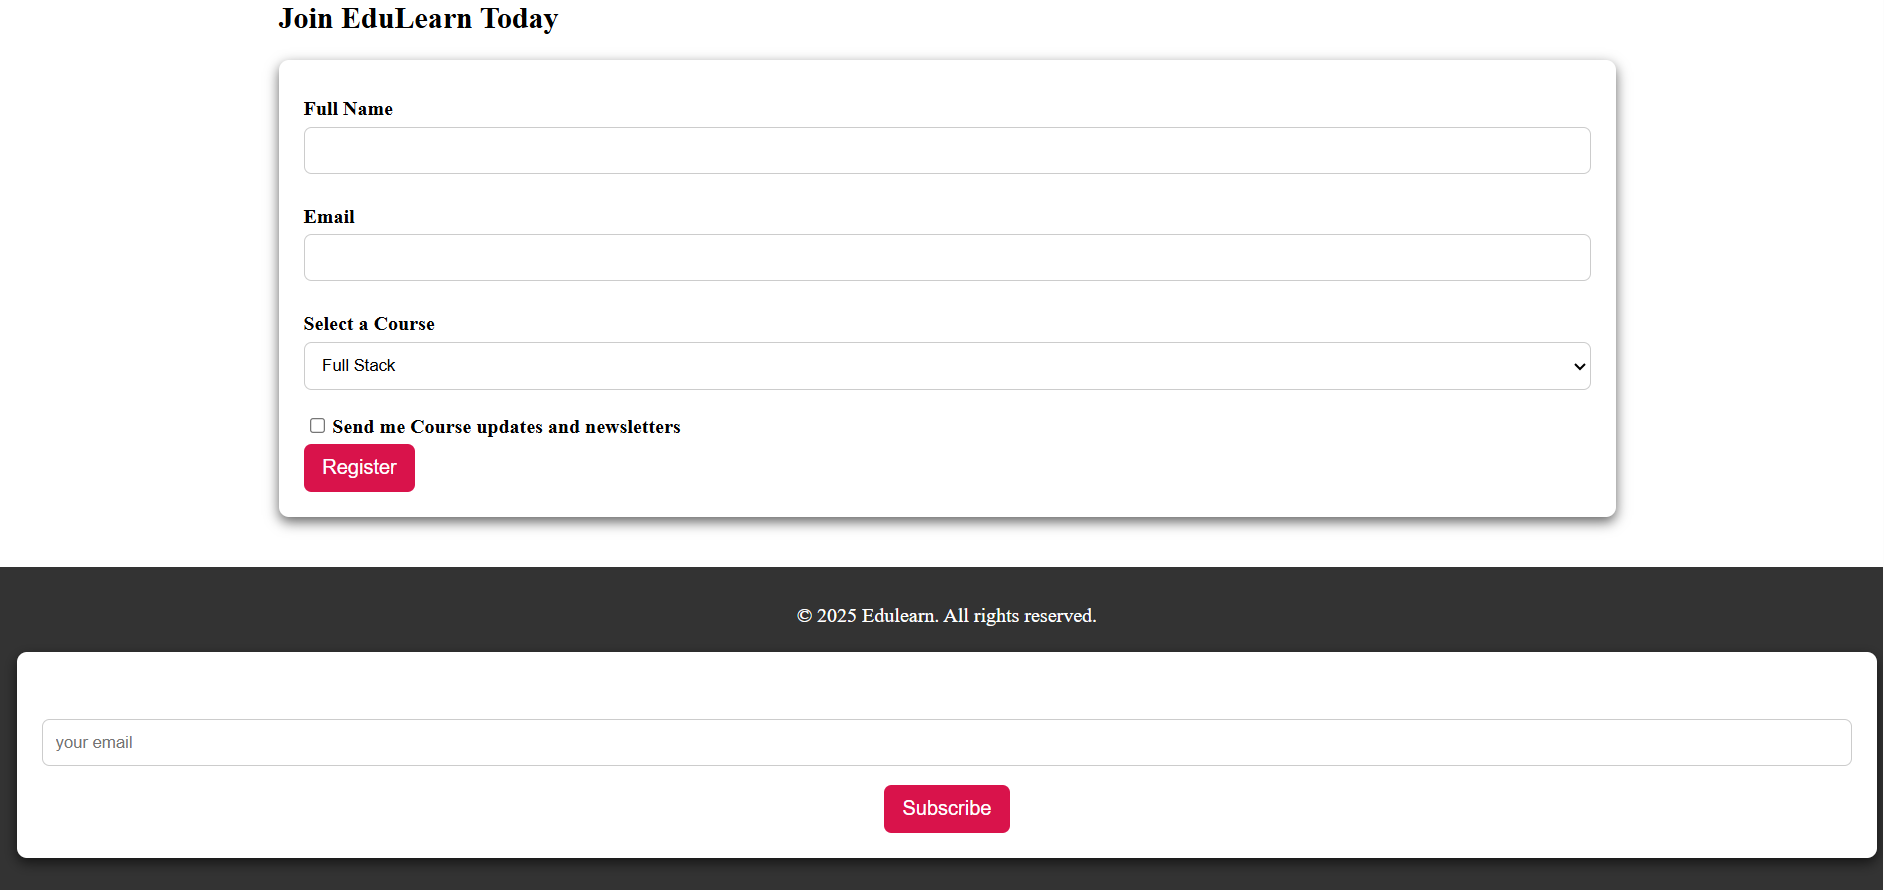 Join EduLearn Today
Full Name
Email
Select a Course
Full Stack
Send me Course updates and newsletters
Register
© 2025 Edulearn. All rights reserved.
your email
Subscribe